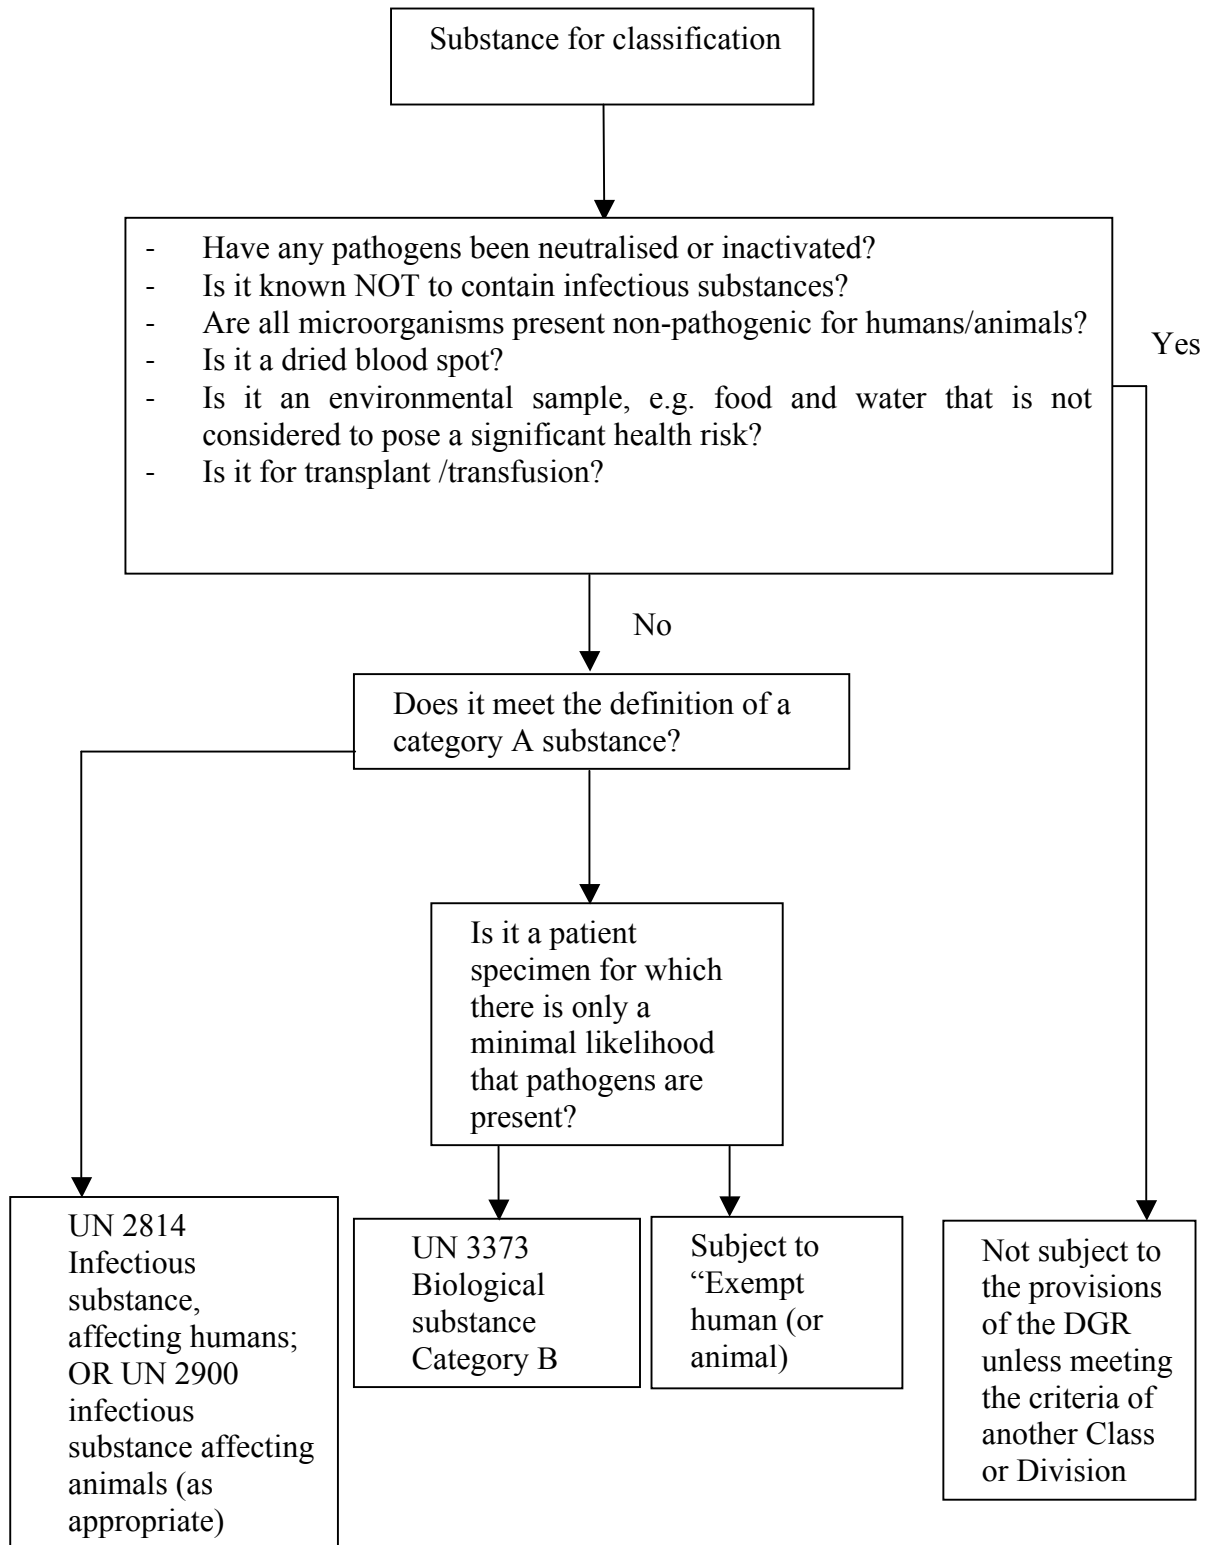 Substance for classification
- Have any pathogens been neutralised or inactivated?
- Is it known NOT to contain infectious substances?
- Are all microorganisms present non-pathogenic for humans/animals?
- Is it a dried blood spot?
- Is it an environmental sample, e.g. food and water that is not
considered to pose a significant health risk?
- Is it for transplant /transfusion?
Yes
No
Does it meet the definition of a
category A substance?
Is it a patient
specimen for which
there is only a
minimal likelihood
that pathogens are
present?
UN 2814
Infectious
substance,
affecting humans;
OR UN 2900
infectious
substance affecting
animals (as
appropriate)
UN 3373
Biological
substance
Category B
Subject to
“Exempt
human (or
animal)
Not subject to
the provisions
of the DGR
unless meeting
the criteria of
another Class
or Division